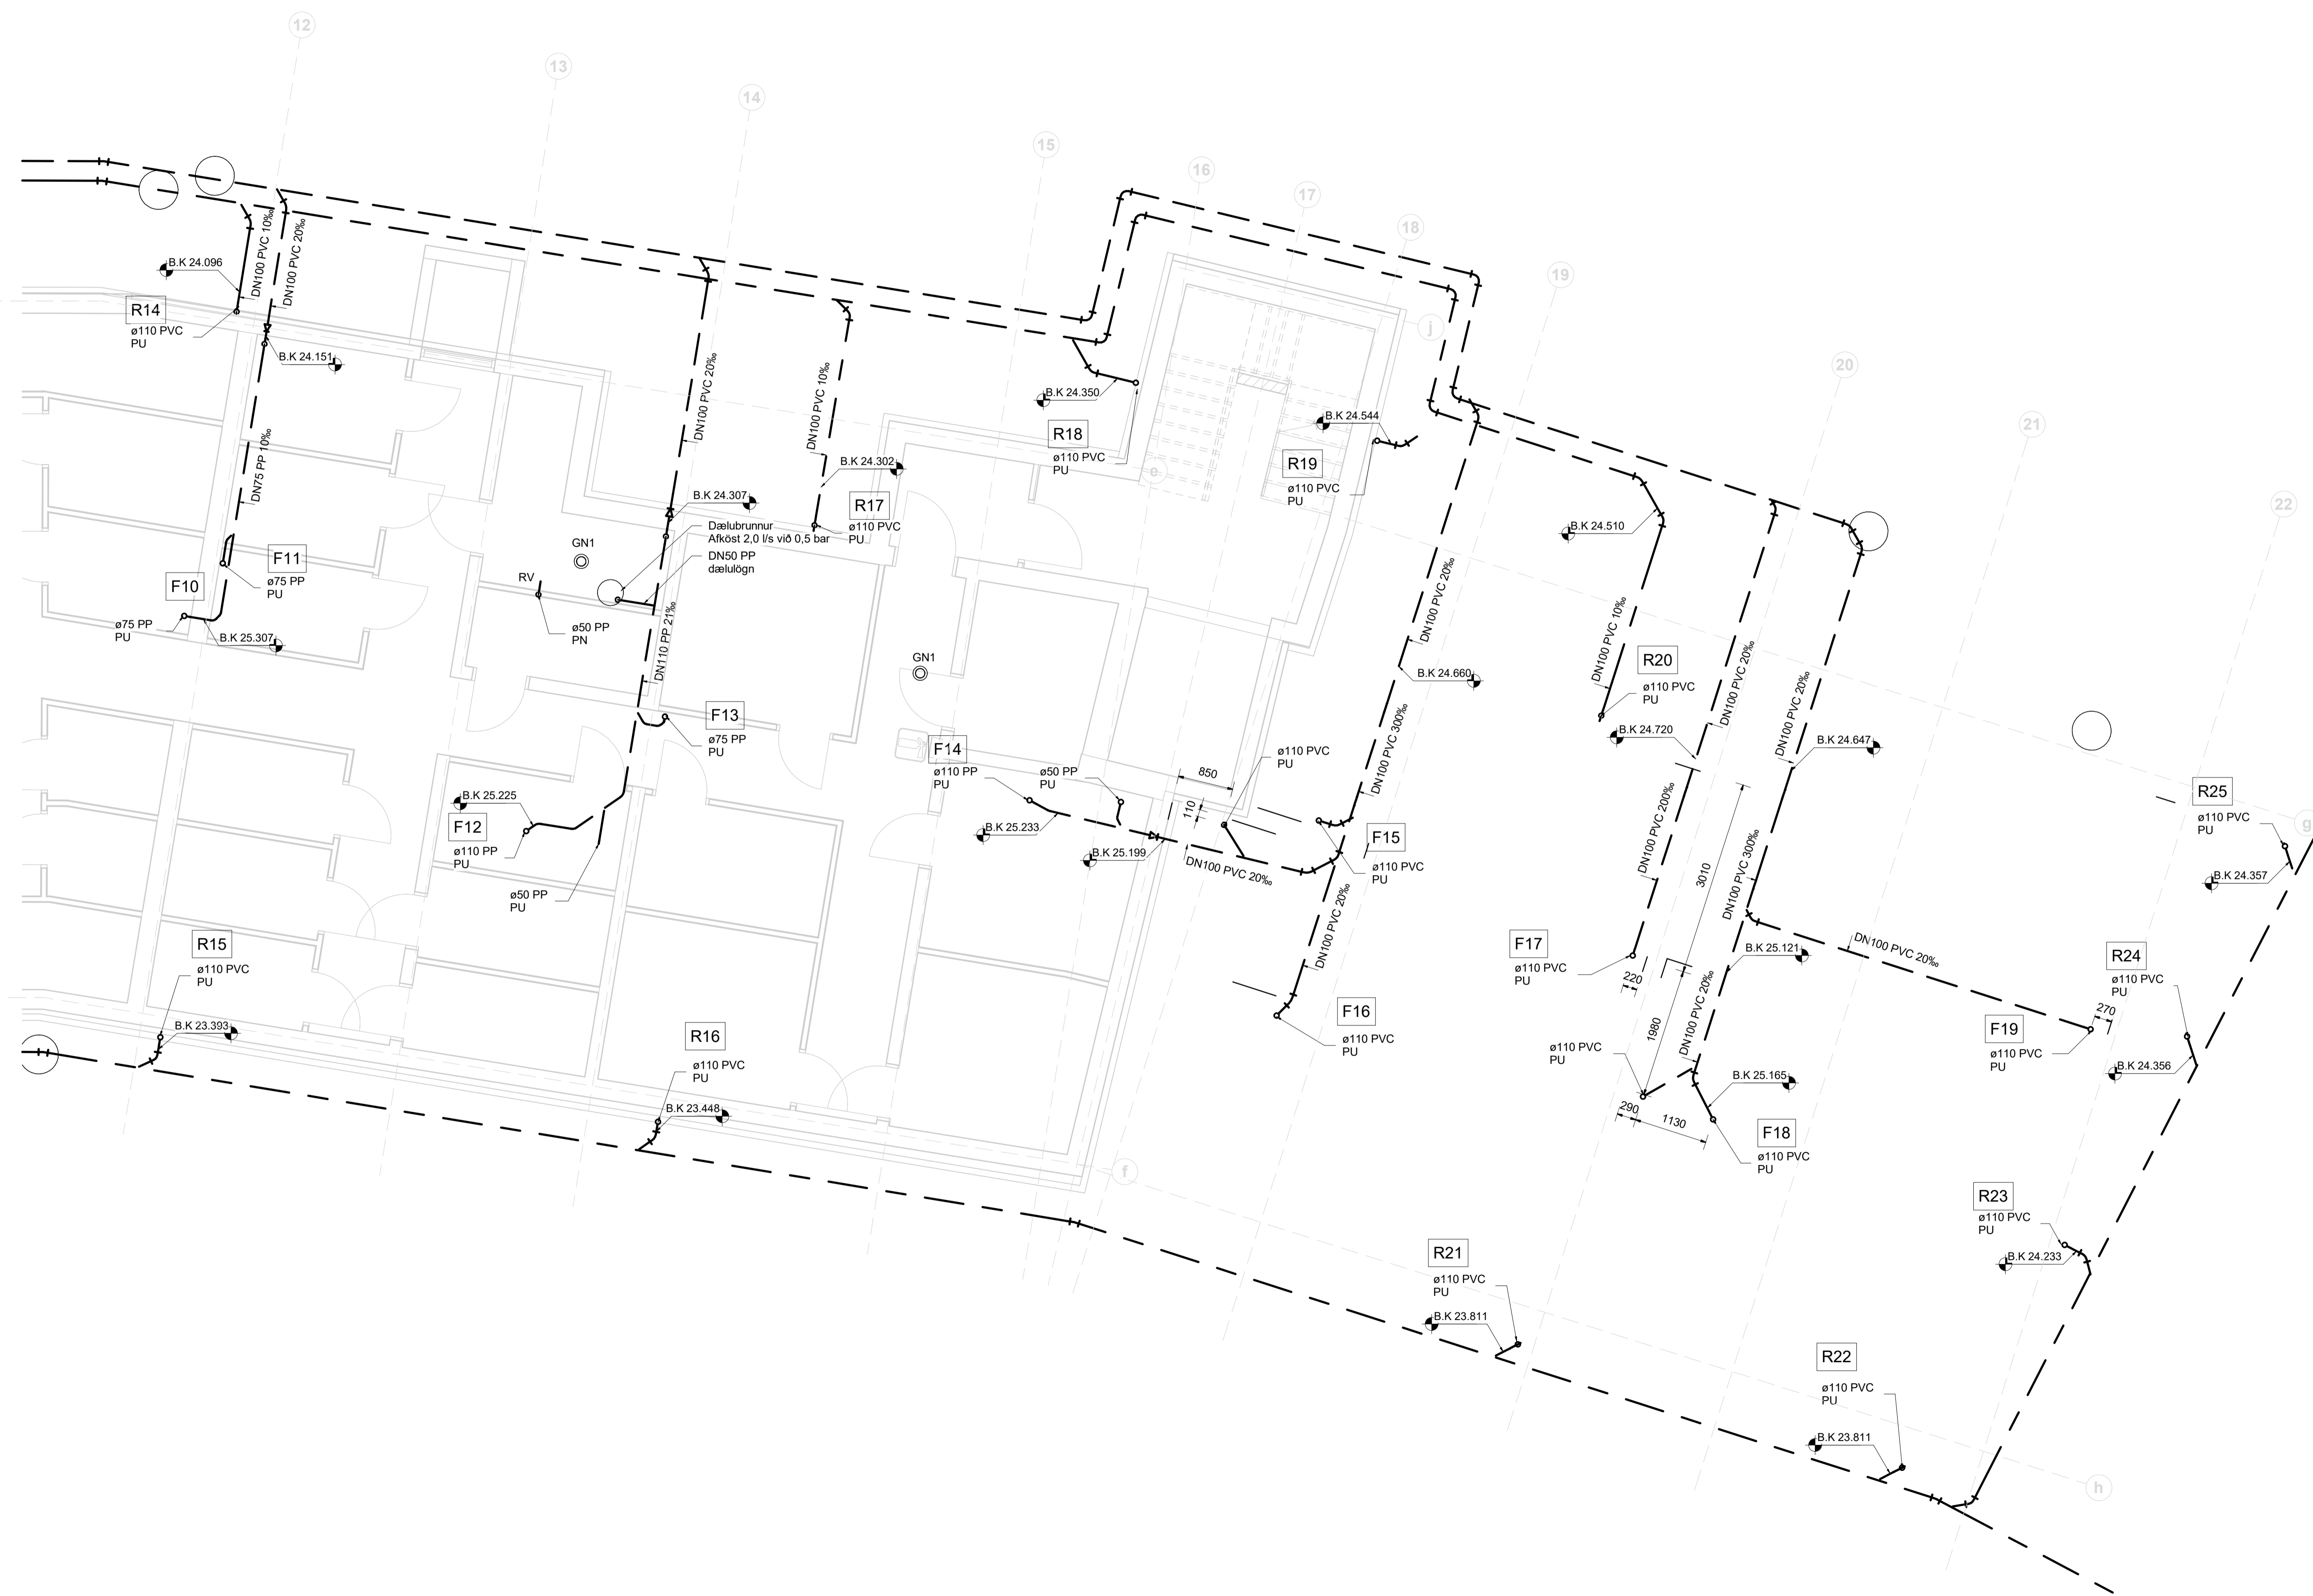 12
13
14
15
16
17
18
19
20
21
22
j
e
g
f
h
DN100 PVC 10‰
DN100 PVC 20‰
B.K 24.096
R14
ø110 PVC
PU
B.K 24.151
DN75 PP 10‰
F11
ø75 PP
PU
F10
ø75 PP
PU
B.K 25.307
DN100 PVC 20‰
DN100 PVC 10‰
B.K 24.307
B.K 24.302
R17
ø110 PVC
PU
Dælubrunnur
Afköst 2,0 l/s við 0,5 bar
DN50 PP
dælulögn
GN1
RV
ø50 PP
PN
DN110 PP 21‰
F13
ø75 PP
PU
GN1
B.K 25.225
F12
ø110 PP
PU
ø50 PP
PU
B.K 24.350
R18
ø110 PVC
PU
B.K 24.544
R19
ø110 PVC
PU
F14
ø110 PP
PU
ø50 PP
PU
B.K 25.233
B.K 25.199
850
110
ø110 PVC
PU
DN100 PVC 20‰
DN100 PVC 20‰
B.K 24.660
DN100 PVC 300‰
F15
ø110 PVC
PU
DN100 PVC 20‰
F16
ø110 PVC
PU
B.K 24.510
DN100 PVC 10‰
R20
ø110 PVC
PU
B.K 24.720
DN100 PVC 20‰
DN100 PVC 20‰
B.K 24.647
DN100 PVC 200‰
3010
DN100 PVC 300‰
F17
ø110 PVC
PU
220
B.K 25.121
DN100 PVC 20‰
DN100 PVC 20‰
1980
ø110 PVC
PU
B.K 25.165
290
1130
F18
ø110 PVC
PU
270
F19
ø110 PVC
PU
R25
ø110 PVC
PU
B.K 24.357
R24
ø110 PVC
PU
B.K 24.356
R23
ø110 PVC
PU
B.K 24.233
R15
ø110 PVC
PU
B.K 23.393
R16
ø110 PVC
PU
B.K 23.448
R21
ø110 PVC
PU
B.K 23.811
R22
ø110 PVC
PU
B.K 23.811